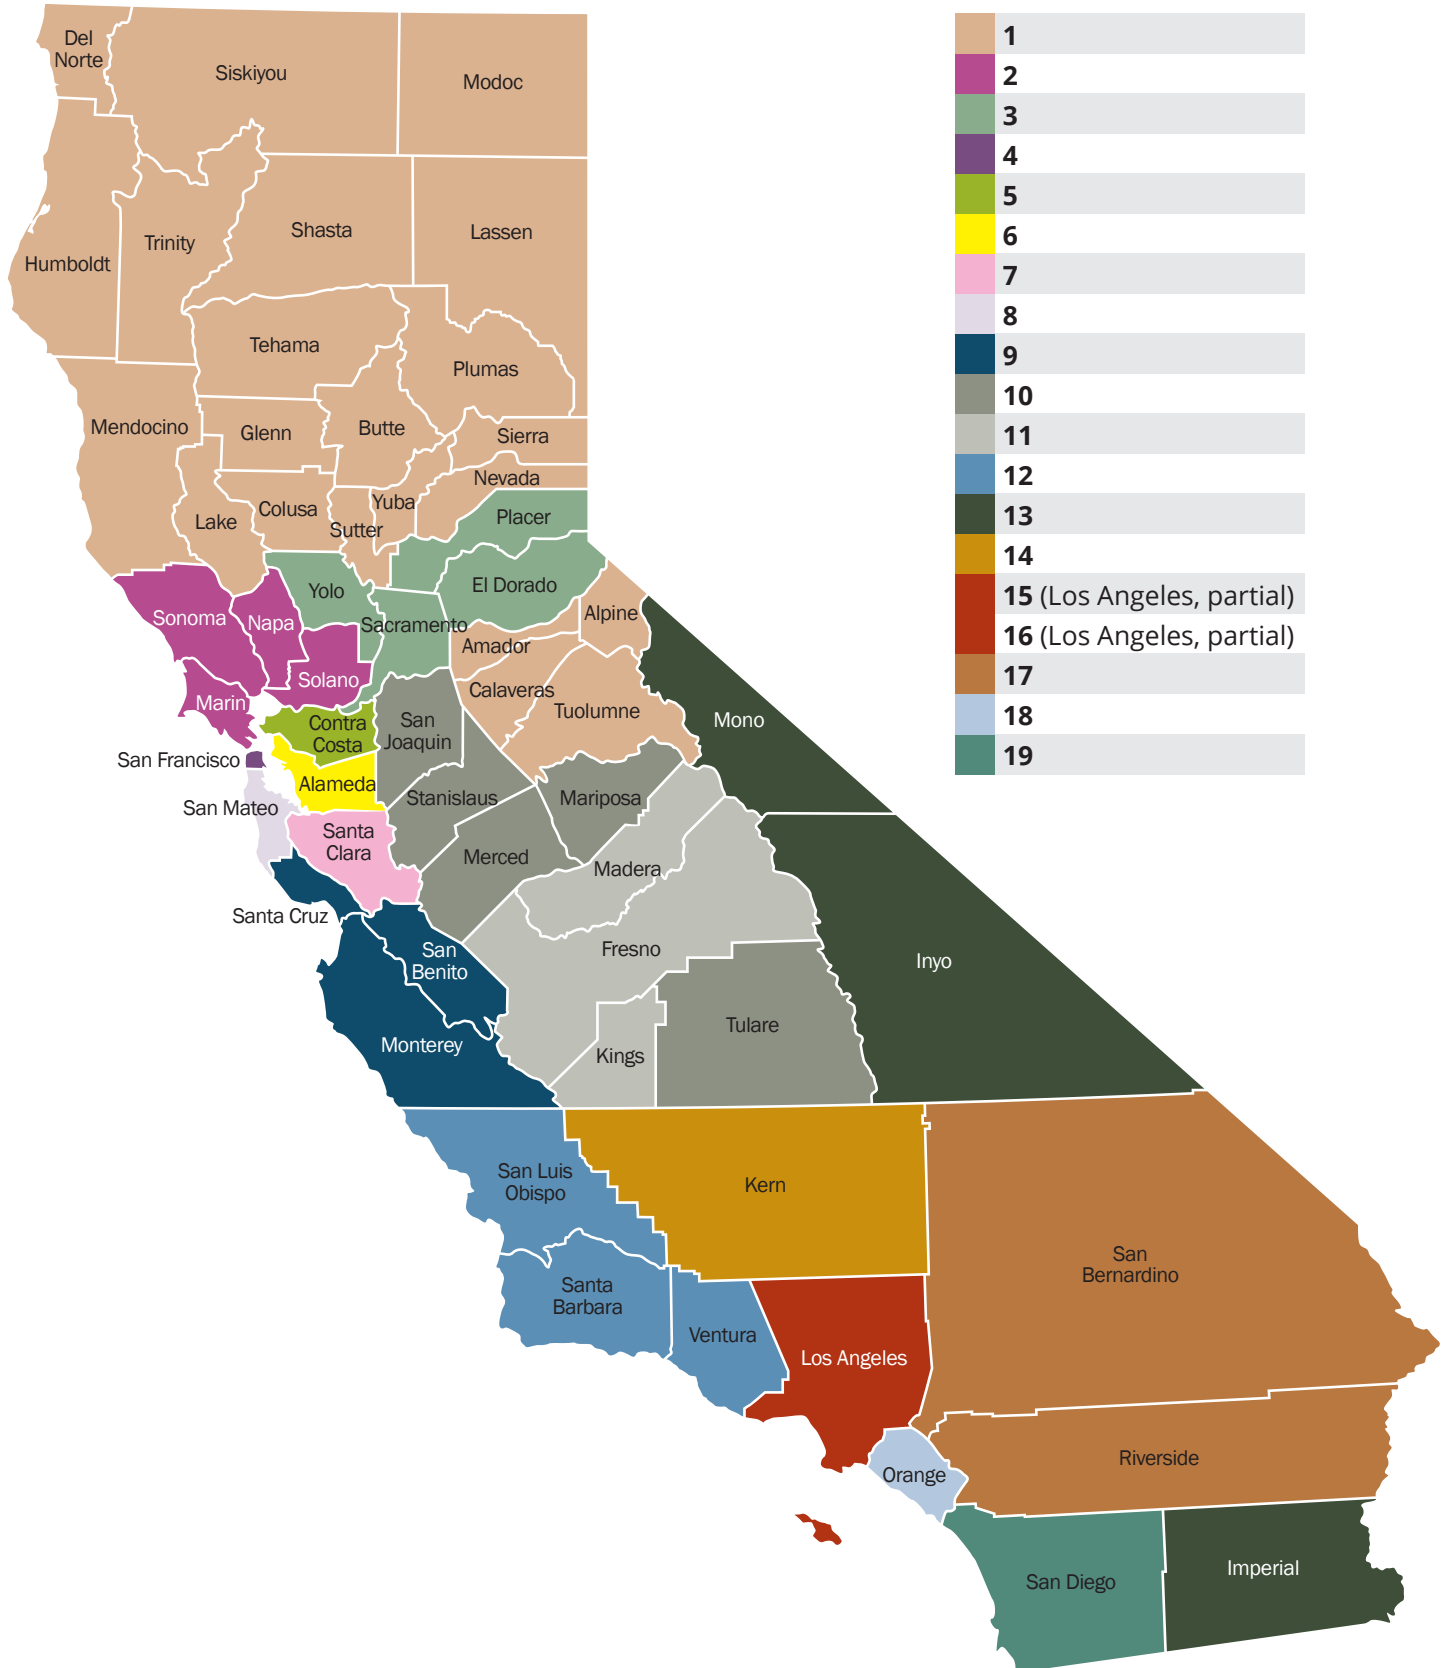 Del
Norte
Siskiyou
Modoc
Humboldt
Trinity
Shasta
Lassen
Tehama
Plumas
Mendocino
Glenn
Butte
Sierra
Nevada
Lake
Colusa
Sutter
Yuba
Placer
Yolo
El Dorado
Sonoma
Napa
Sacramento
Alpine
Amador
Solano
Marin
Calaveras
Tuolumne
Mono
Contra
Costa
San
Joaquin
San Francisco
Alameda
San Mateo
Stanislaus
Mariposa
Santa
Clara
Merced
Madera
Santa Cruz
San
Benito
Fresno
Inyo
Monterey
Kings
Tulare
San Luis
Obispo
Kern
San
Bernardino
Santa
Barbara
Ventura
Los Angeles
Orange
Riverside
San Diego
Imperial
1
2
3
4
5
6
7
8
9
10
11
12
13
14
15 (Los Angeles, partial)
16 (Los Angeles, partial)
17
18
19